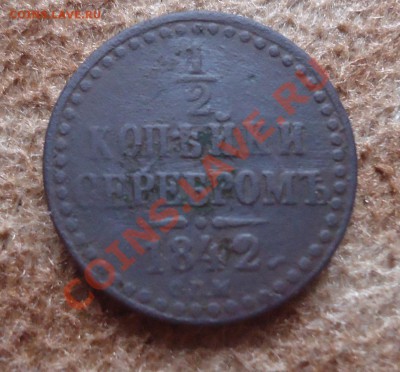 COINS.LAVE.RU
1/2
КОПѢЙКИ
СЕРЕБРОМЪ
1842
COINS.LAVE.RU